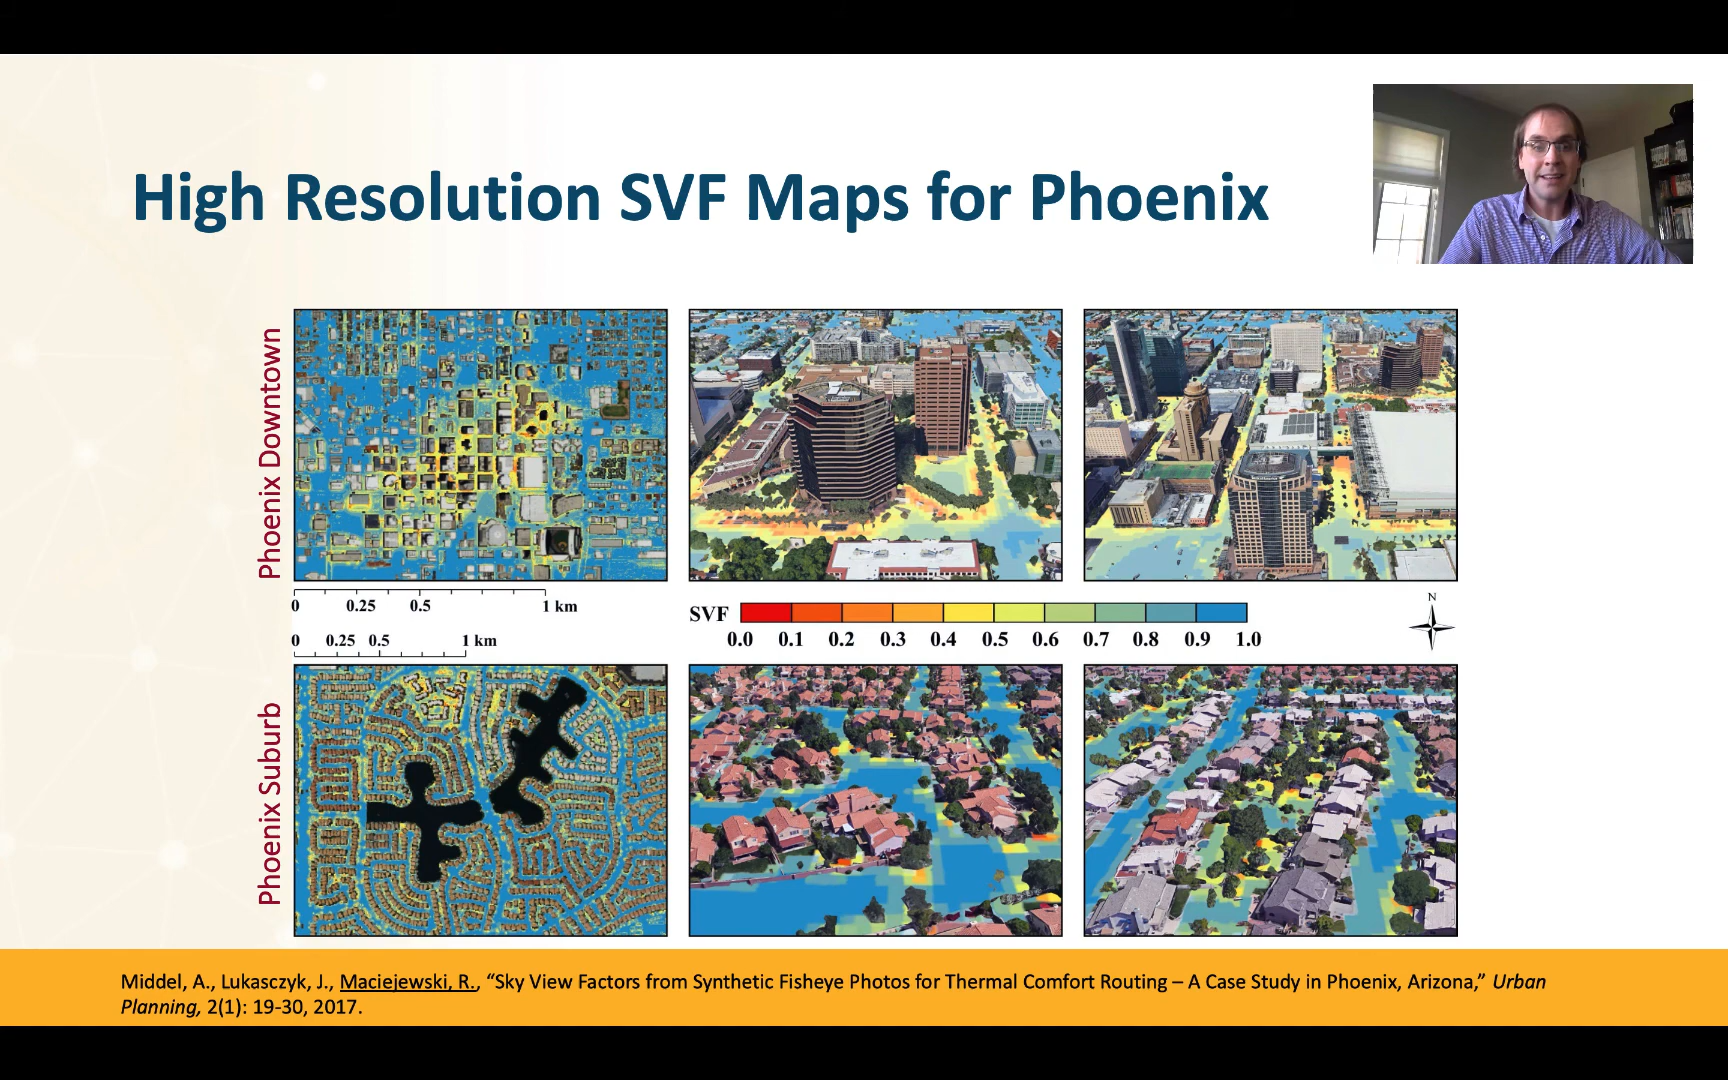 High Resolution SVF Maps for Phoenix
Phoenix Downtown
0 0.25 0.5 1 km
SVF
0.0 0.1 0.2 0.3 0.4 0.5 0.6 0.7 0.8 0.9 1.0
N
0 0.25 0.5 1 km
Phoenix Suburb
Middel, A., Lukasczyk, J., Maciejewski, R., “Sky View Factors from Synthetic Fisheye Photos for Thermal Comfort Routing – A Case Study in Phoenix, Arizona,” Urban
Planning, 2(1): 19-30, 2017.